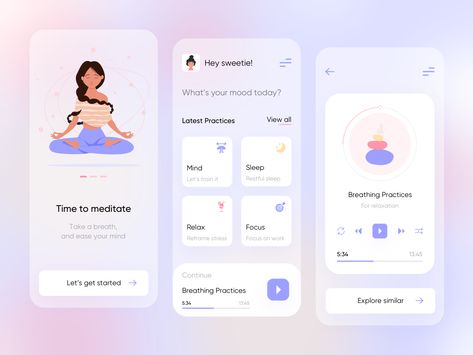 Time to meditate
Take a breath,
and ease your mind
Let's get started
Hey sweetie!
What's your mood today?
Latest Practices
View all
Mind
Let's train it
Sleep
Restful sleep
Relax
Reframe stress
Focus
Focus on work
Continue
Breathing Practices
5:34
13:45
Breathing Practices
For relaxation
5:34
13:45
Explore similar